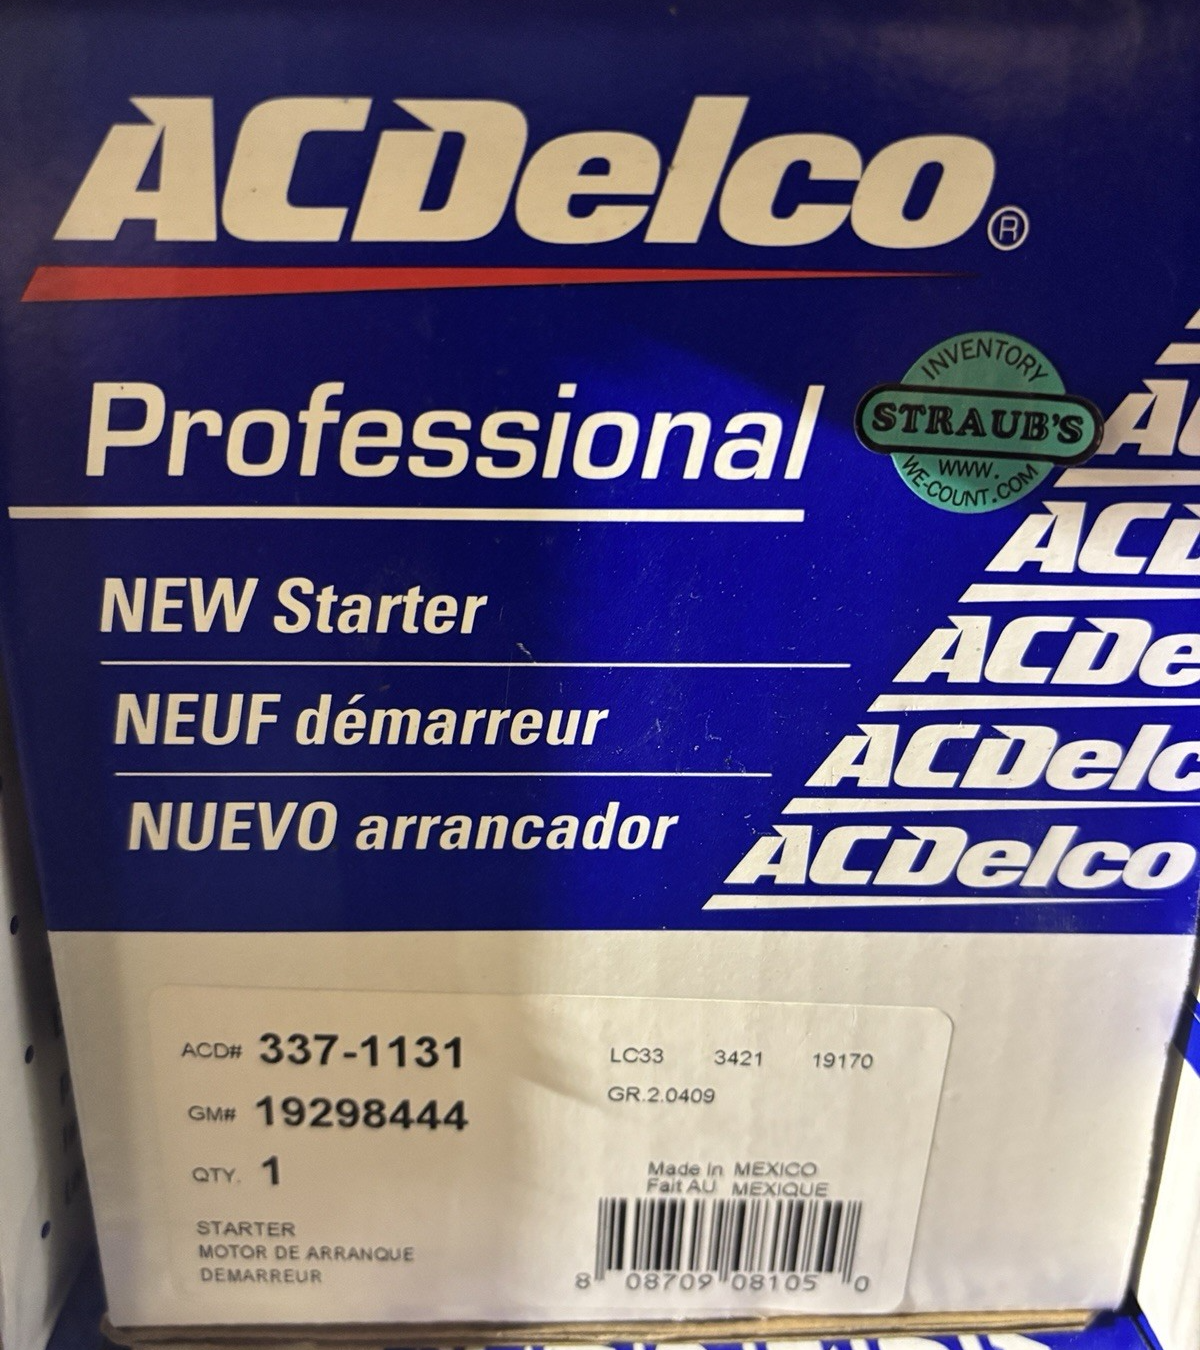 ACDelco®
Professional
INVENTORY
STRAUB'S
WWW.
WE-COUNT.COM
NEW Starter
NEUF démarreur
NUEVO arrancador
ACDe
ACDelc
ACDelco
ACD# 337-1131
GM# 19298444
QTY. 1
STARTER
MOTOR DE ARRANQUE
DEMARREUR
LC33 3421 19170
GR.2.0409
Made in MEXICO
Fait AU MEXIQUE
8 08709 08105 0